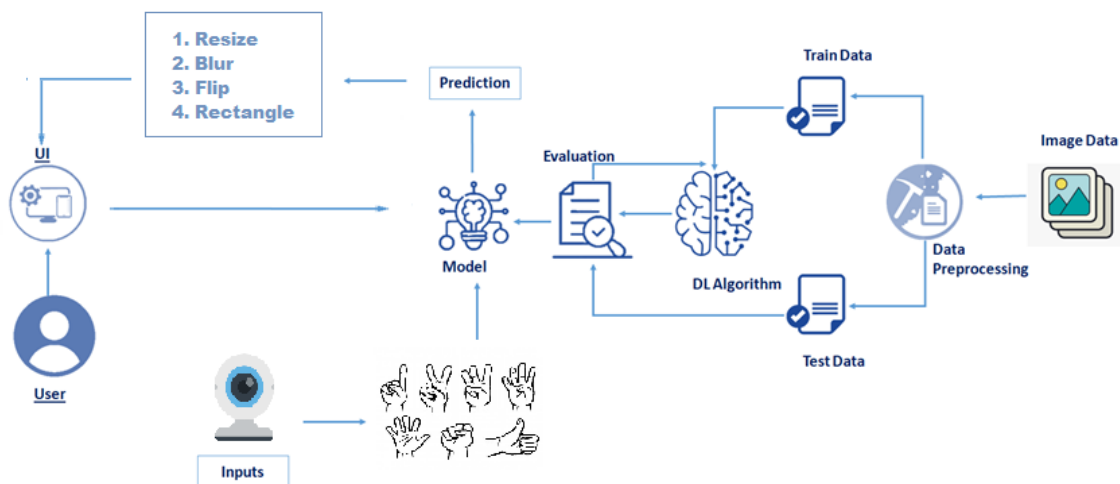 1. Resize
2. Blur
3. Flip
4. Rectangle
Prediction
Train Data
Image Data
Evaluation
UI
Model
DL Algorithm
Data
Preprocessing
Test Data
User
Inputs